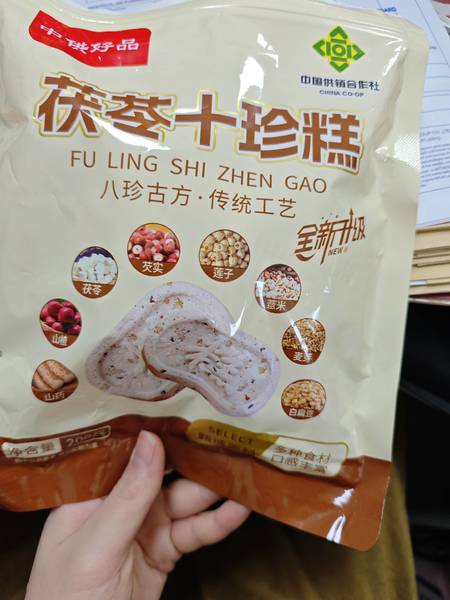 中供好品
中国供销合作社
CHINA CO-OP
茯苓十珍糕
FU LING SHI ZHEN GAO
八珍古方·传统工艺
全新升级
NEW
茯苓
芡实
莲子
薏米
山楂
麦芽
山药
白扁豆
净含量
SELECT
多种食材
口感丰富